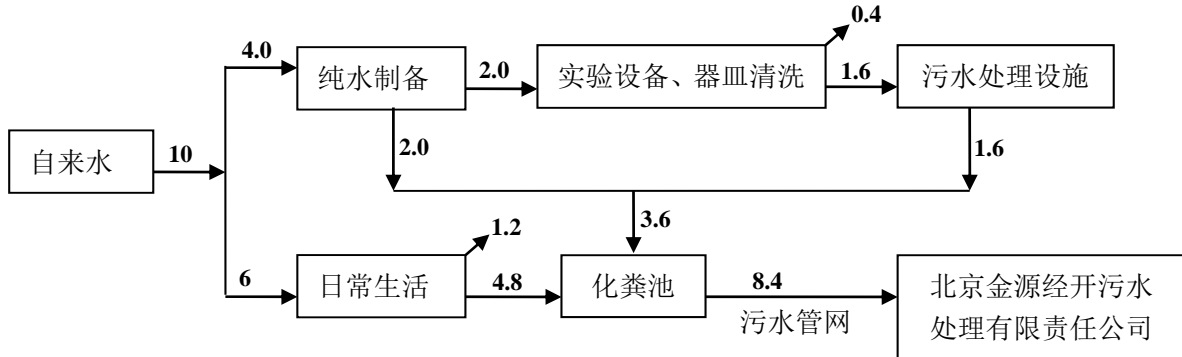 0.4
4.0
纯水制备
2.0
实验设备、器皿清洗
1.6
污水处理设施
自来水
10
2.0
1.6
1.2
3.6
6
日常生活
4.8
化粪池
8.4
污水管网
北京金源经开污水
处理有限责任公司